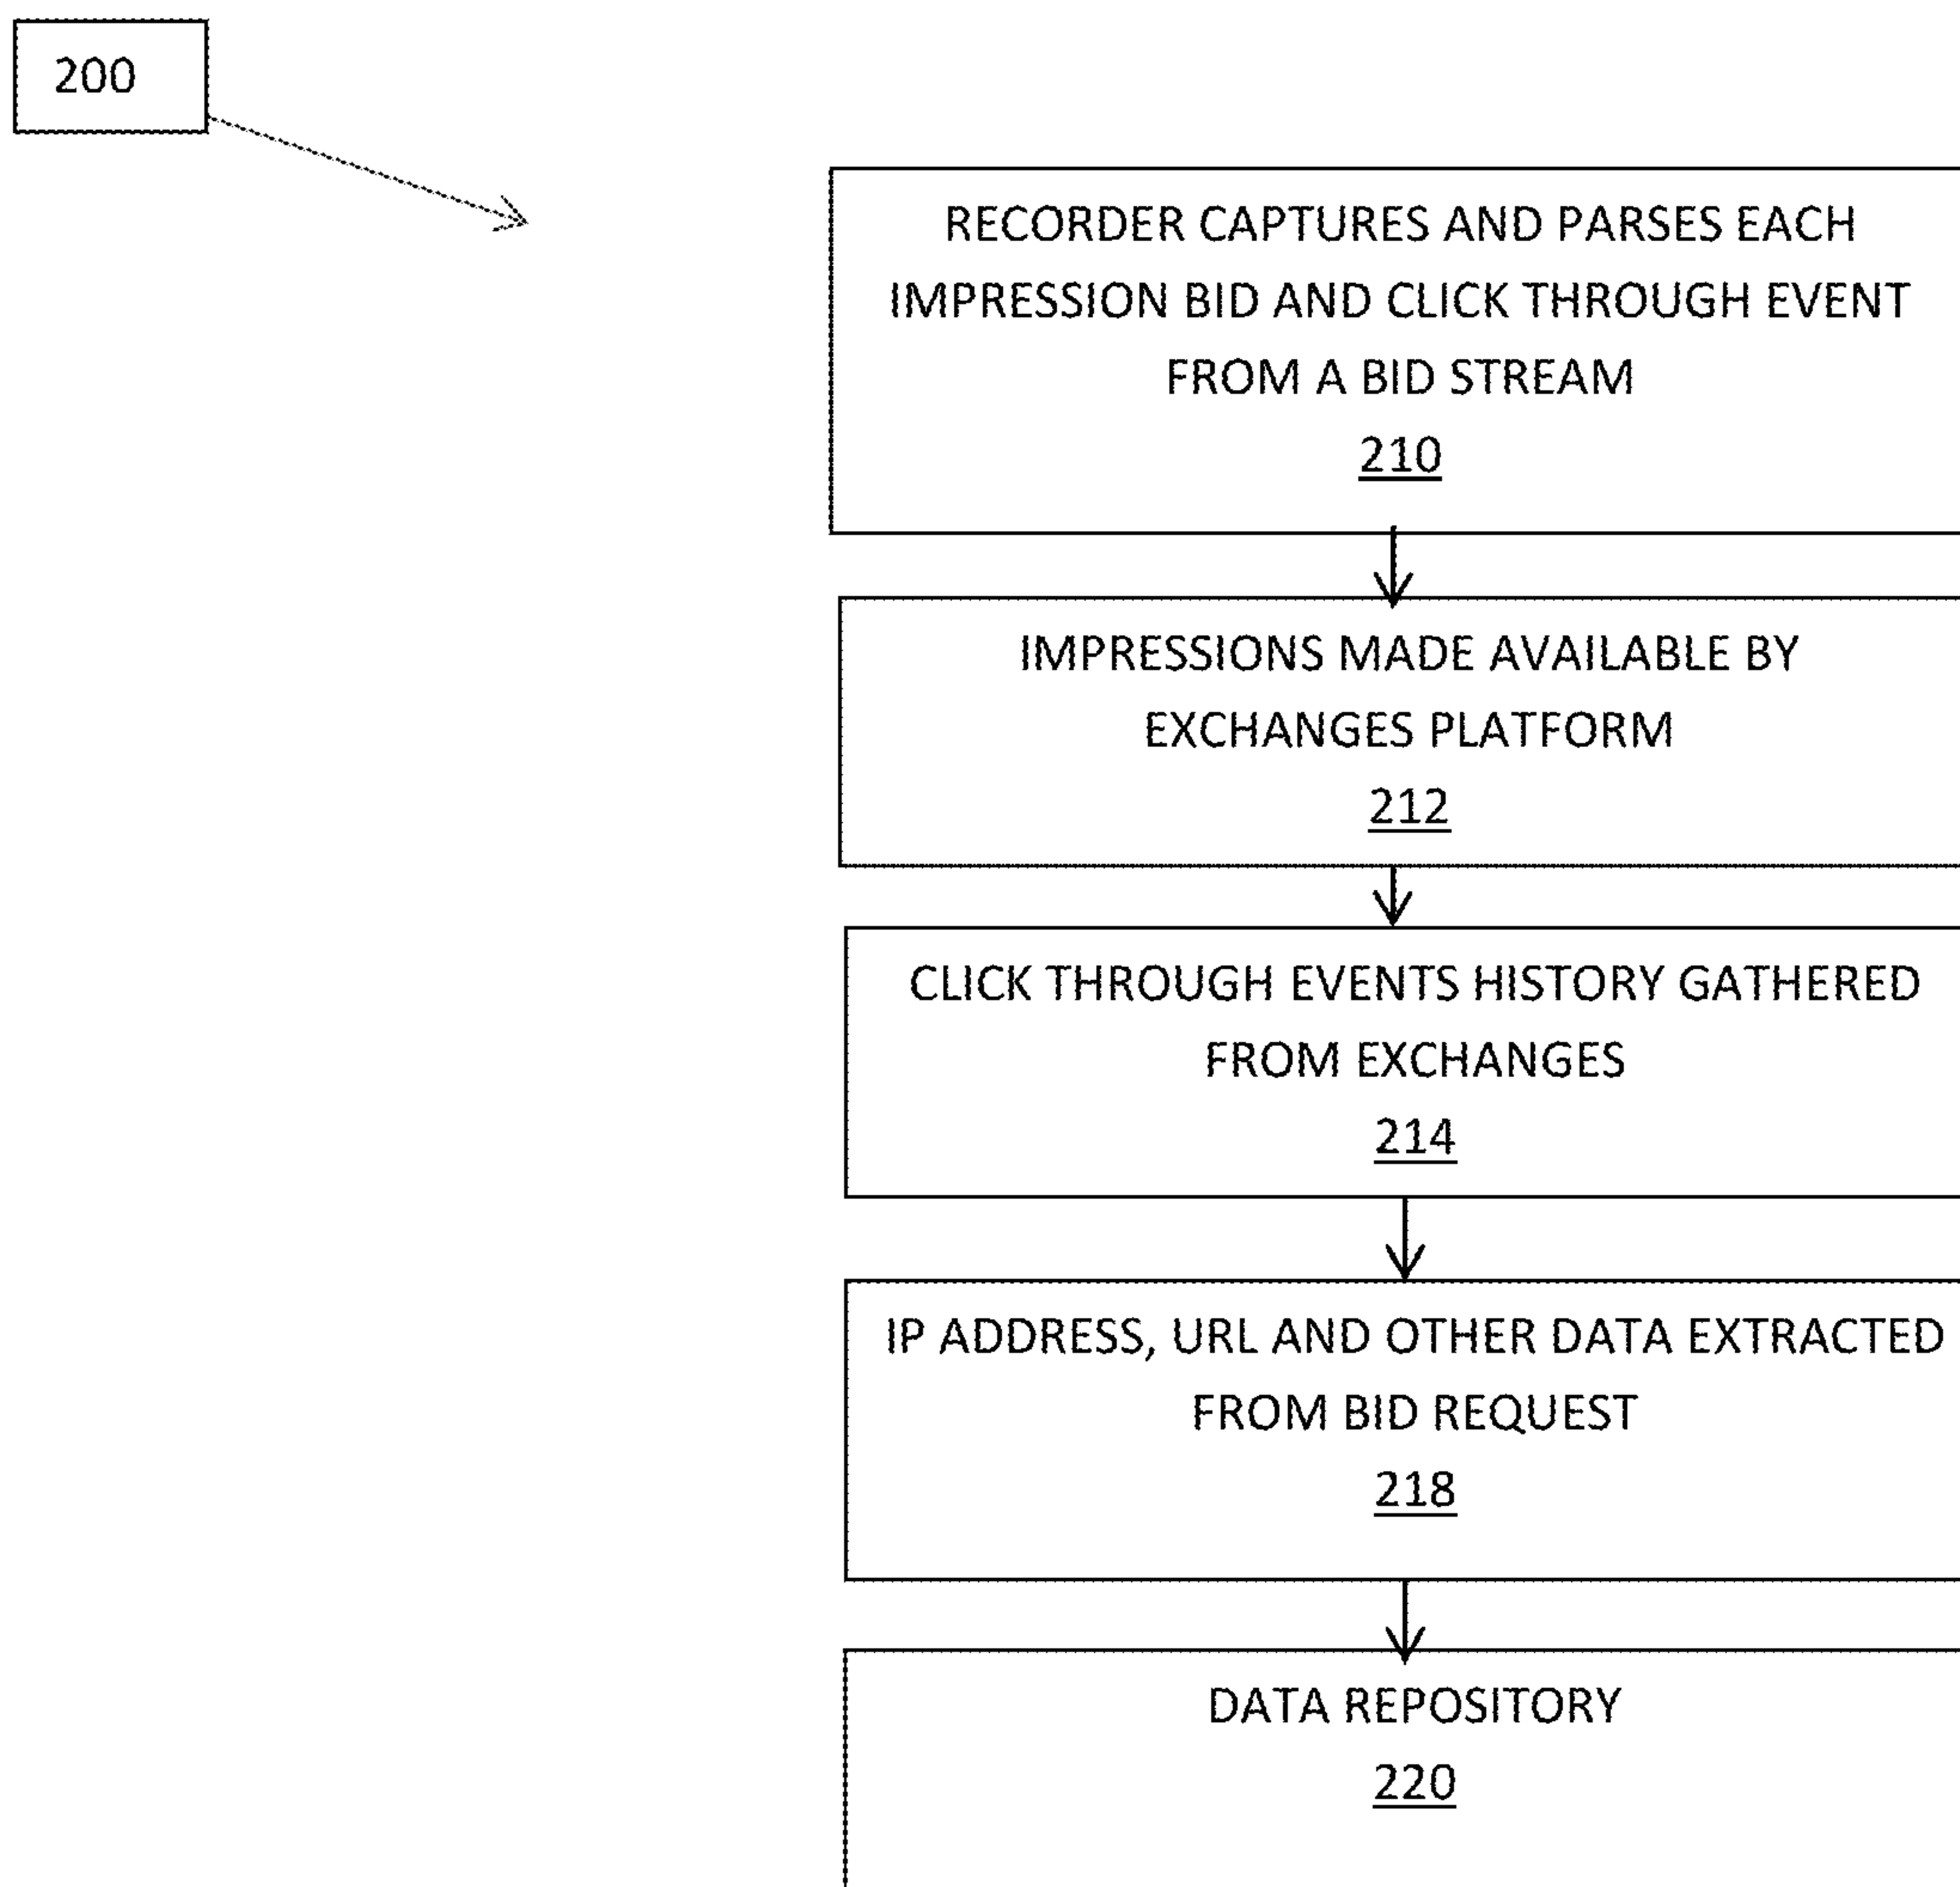 200
RECORDER CAPTURES AND PARSES EACH
IMPRESSION BID AND CLICK THROUGH EVENT
FROM A BID STREAM
210
IMPRESSIONS MADE AVAILABLE BY
EXCHANGES PLATFORM
212
CLICK THROUGH EVENTS HISTORY GATHERED
FROM EXCHANGES
214
IP ADDRESS, URL AND OTHER DATA EXTRACTED
FROM BID REQUEST
218
DATA REPOSITORY
220